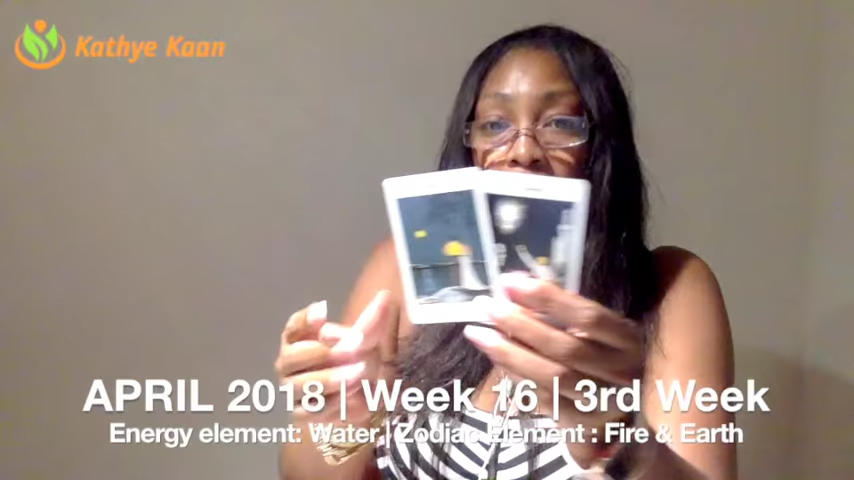 Kathye Kaan
APRIL 2018 | Week 16 | 3rd Week
Energy element: Water | Zodiac Element : Fire & Earth